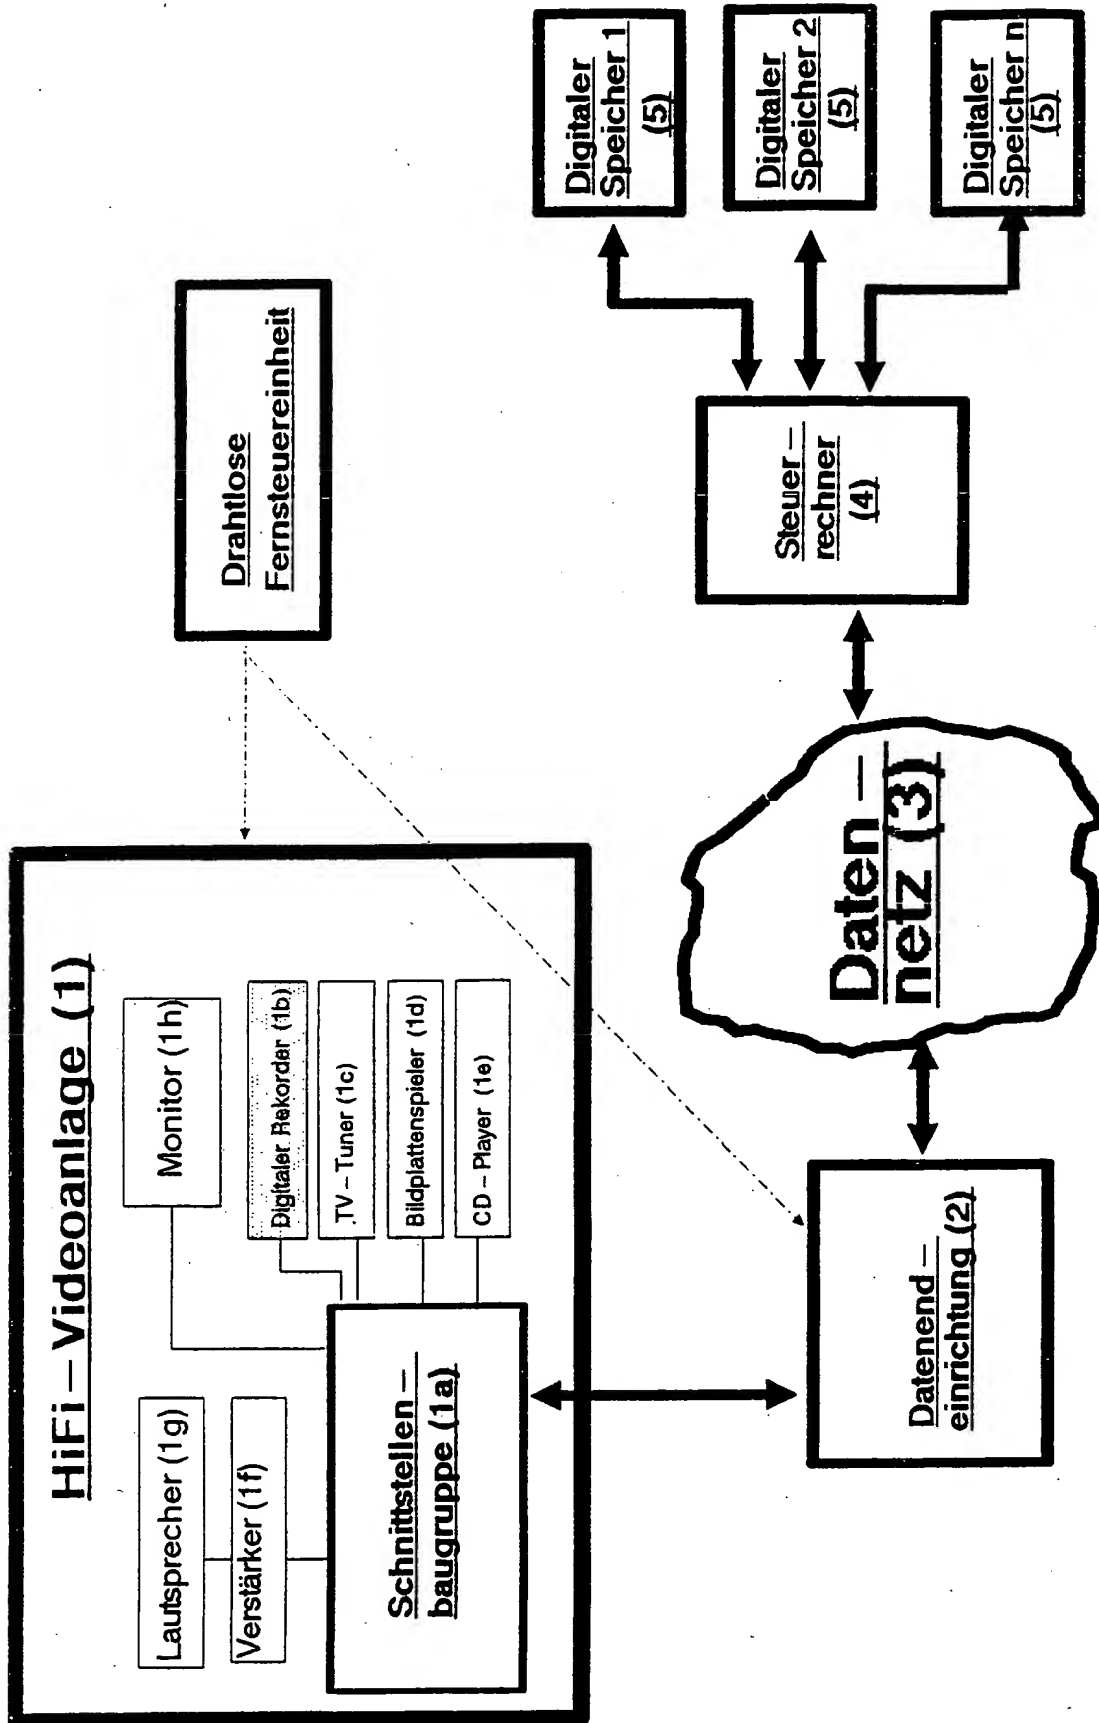 HiFi – Videoanlage (1)
Lautsprecher (1g)
Verstärker (1f)
Monitor (1h)
Schnittstellen –
baugruppe (1a)
Digitaler Rekorder (1b)
TV – Tuner (1c)
Bildplattenspieler (1d)
CD – Player (1e)
Drahtlose
Fernsteuereinheit
Datenend –
einrichtung (2)
Daten –
netz (3)
Steuer –
rechner
(4)
Digitaler
Speicher 1
(5)
Digitaler
Speicher 2
(5)
Digitaler
Speicher n
(5)